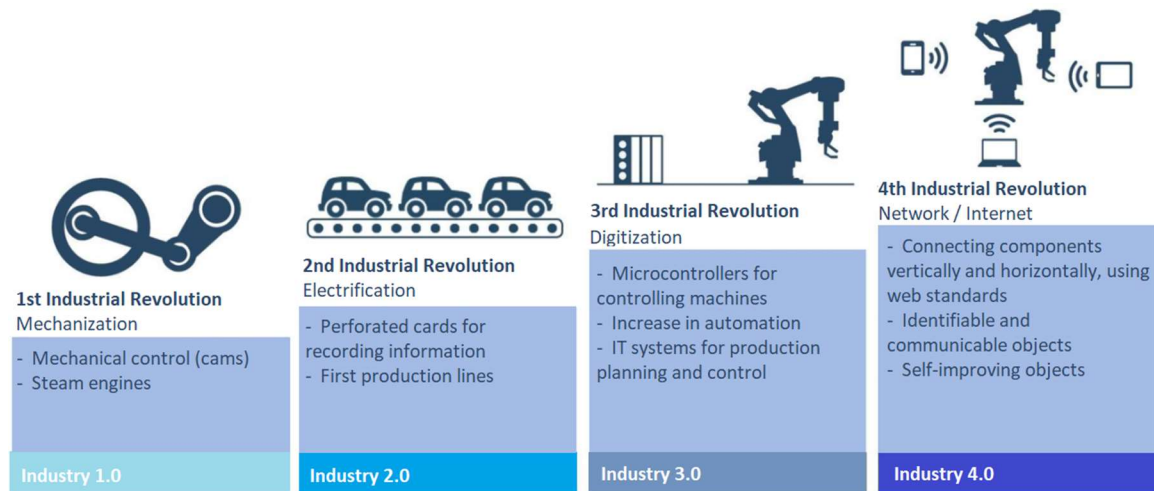 1st Industrial Revolution
Mechanization
- Mechanical control (cams)
- Steam engines
Industry 1.0
2nd Industrial Revolution
Electrification
- Perforated cards for
recording information
- First production lines
Industry 2.0
3rd Industrial Revolution
Digitization
- Microcontrollers for
controlling machines
- Increase in automation
- IT systems for production
planning and control
Industry 3.0
4th Industrial Revolution
Network / Internet
- Connecting components
vertically and horizontally, using
web standards
- Identifiable and
communicable objects
- Self-improving objects
Industry 4.0